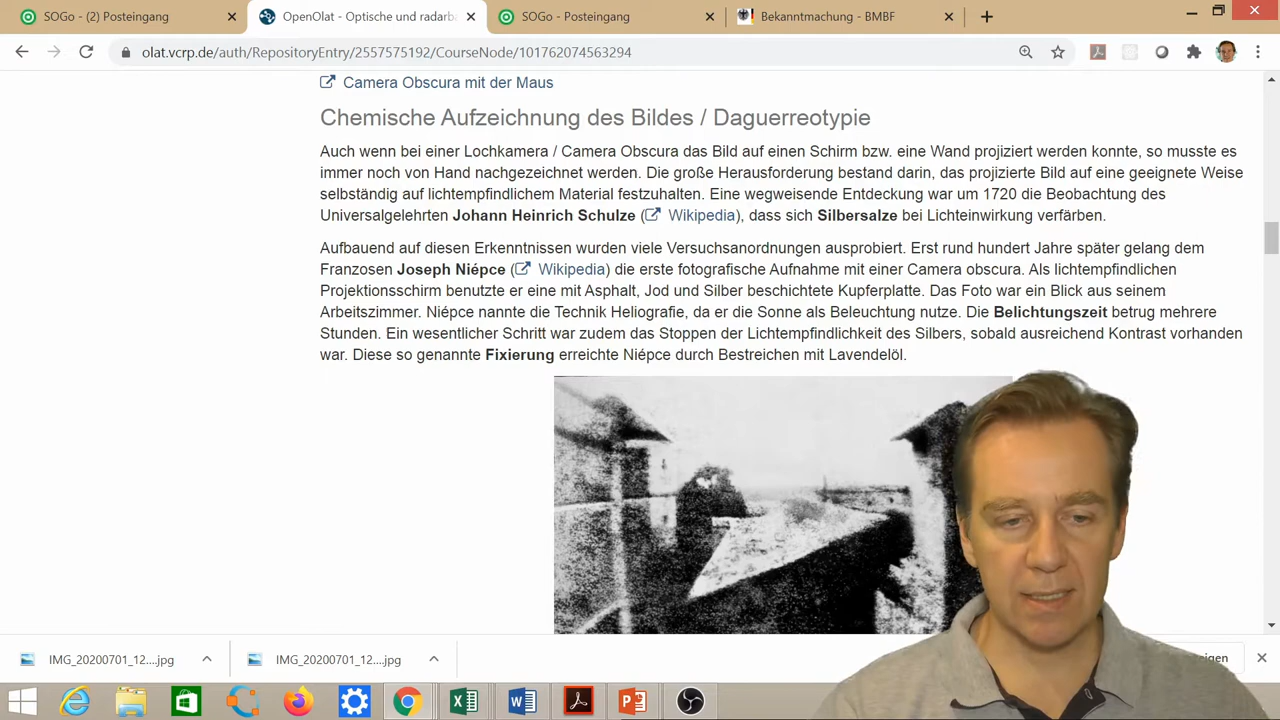 SOGo - (2) Posteingang
OpenOlat - Optische und radarba
SOGo - Posteingang
Bekanntmachung - BMBF
olat.vcrp.de/auth/RepositoryEntry/2557575192/CourseNode/101762074563294
Camera Obscura mit der Maus
Chemische Aufzeichnung des Bildes / Daguerreotypie
Auch wenn bei einer Lochkamera / Camera Obscura das Bild auf einen Schirm bzw. eine Wand projiziert werden konnte, so musste es
immer noch von Hand nachgezeichnet werden. Die große Herausforderung bestand darin, das projizierte Bild auf eine geeignete Weise
selbständig auf lichtempfindlichem Material festzuhalten. Eine wegweisende Entdeckung war um 1720 die Beobachtung des
Universalgelehrten Johann Heinrich Schulze (Wikipedia), dass sich Silbersalze bei Lichteinwirkung verfärben.
Aufbauend auf diesen Erkenntnissen wurden viele Versuchsanordnungen ausprobiert. Erst rund hundert Jahre später gelang dem
Franzosen Joseph Niépce (Wikipedia) die erste fotografische Aufnahme mit einer Camera obscura. Als lichtempfindlichen
Projektionsschirm benutzte er eine mit Asphalt, Jod und Silber beschichtete Kupferplatte. Das Foto war ein Blick aus seinem
Arbeitszimmer. Niépce nannte die Technik Heliografie, da er die Sonne als Beleuchtung nutze. Die Belichtungszeit betrug mehrere
Stunden. Ein wesentlicher Schritt war zudem das Stoppen der Lichtempfindlichkeit des Silbers, sobald ausreichend Kontrast vorhanden
war. Diese so genannte Fixierung erreichte Niépce durch Bestreichen mit Lavendelöl.
IMG_20200701_12....jpg
IMG_20200701_12....jpg